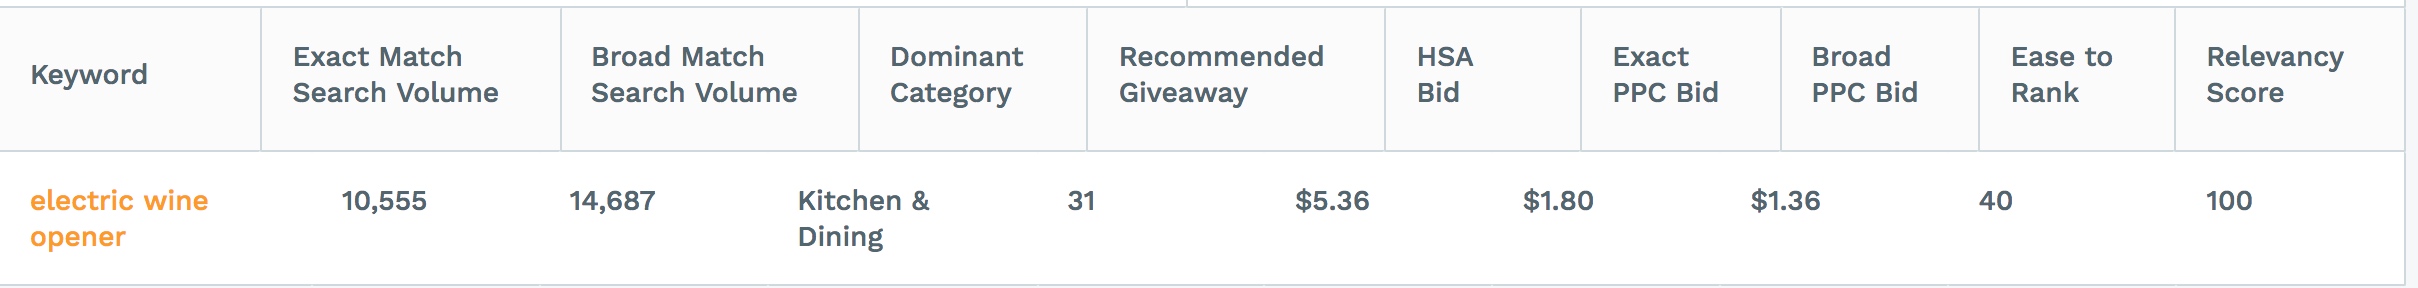 Keyword
Exact Match
Search Volume
Broad Match
Search Volume
Dominant
Category
Recommended
Giveaway
HSA
Bid
Exact
PPC Bid
Broad
PPC Bid
Ease to
Rank
Relevancy
Score
electric wine
opener
10,555
14,687
Kitchen &
Dining
31
$5.36
$1.80
$1.36
40
100